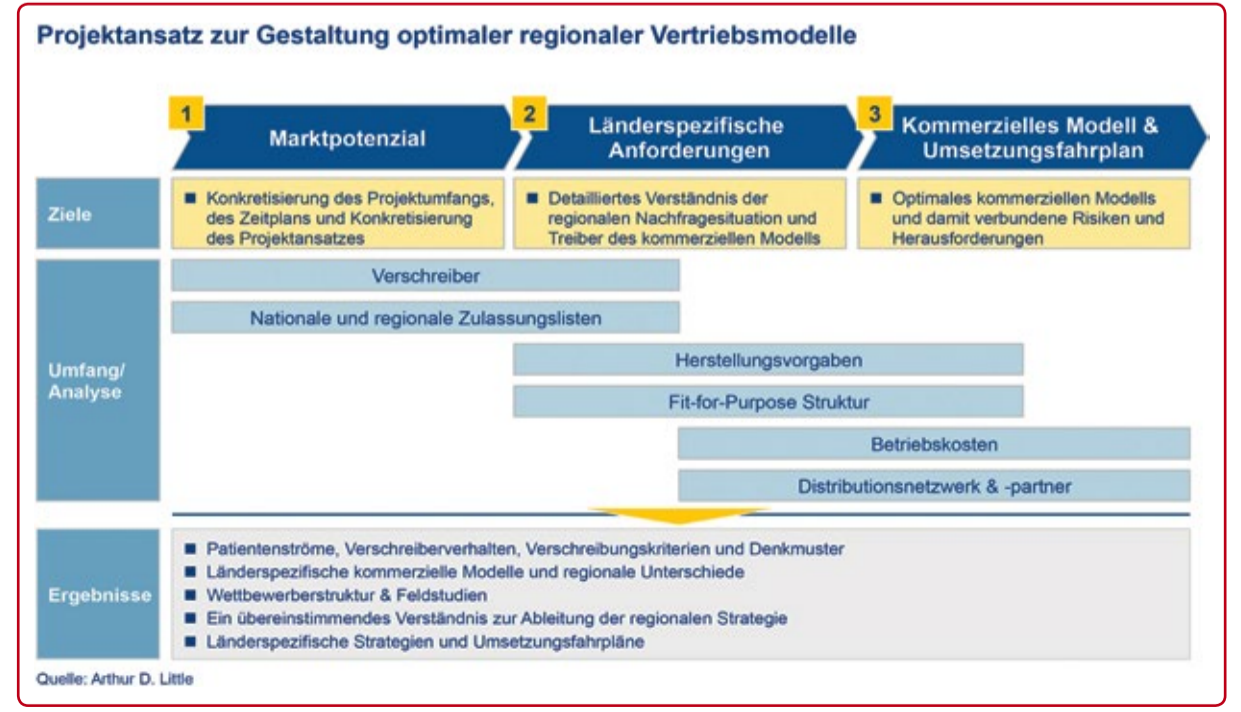 Projektansatz zur Gestaltung optimaler regionaler Vertriebsmodelle
1
Marktpotenzial
2
Länderspezifische
Anforderungen
3
Kommerzielles Modell &
Umsetzungsfahrplan
Ziele
■ Konkretisierung des Projektumfangs,
des Zeitplans und Konkretisierung
des Projektansatzes
■ Detailliertes Verständnis der
regionalen Nachfragesituation und
Treiber des kommerziellen Modells
■ Optimales kommerziellen Modells
und damit verbundene Risiken und
Herausforderungen
Umfang/
Analyse
Verschreiber
Nationale und regionale Zulassungslisten
Herstellungsvorgaben
Fit-for-Purpose Struktur
Betriebskosten
Distributionsnetzwerk & -partner
Ergebnisse
■ Patientenströme, Verschreiberverhalten, Verschreibungskriterien und Denkmuster
■ Länderspezifische kommerzielle Modelle und regionale Unterschiede
■ Wettbewerberstruktur & Feldstudien
■ Ein übereinstimmendes Verständnis zur Ableitung der regionalen Strategie
■ Länderspezifische Strategien und Umsetzungsfahrpläne
Quelle: Arthur D. Little